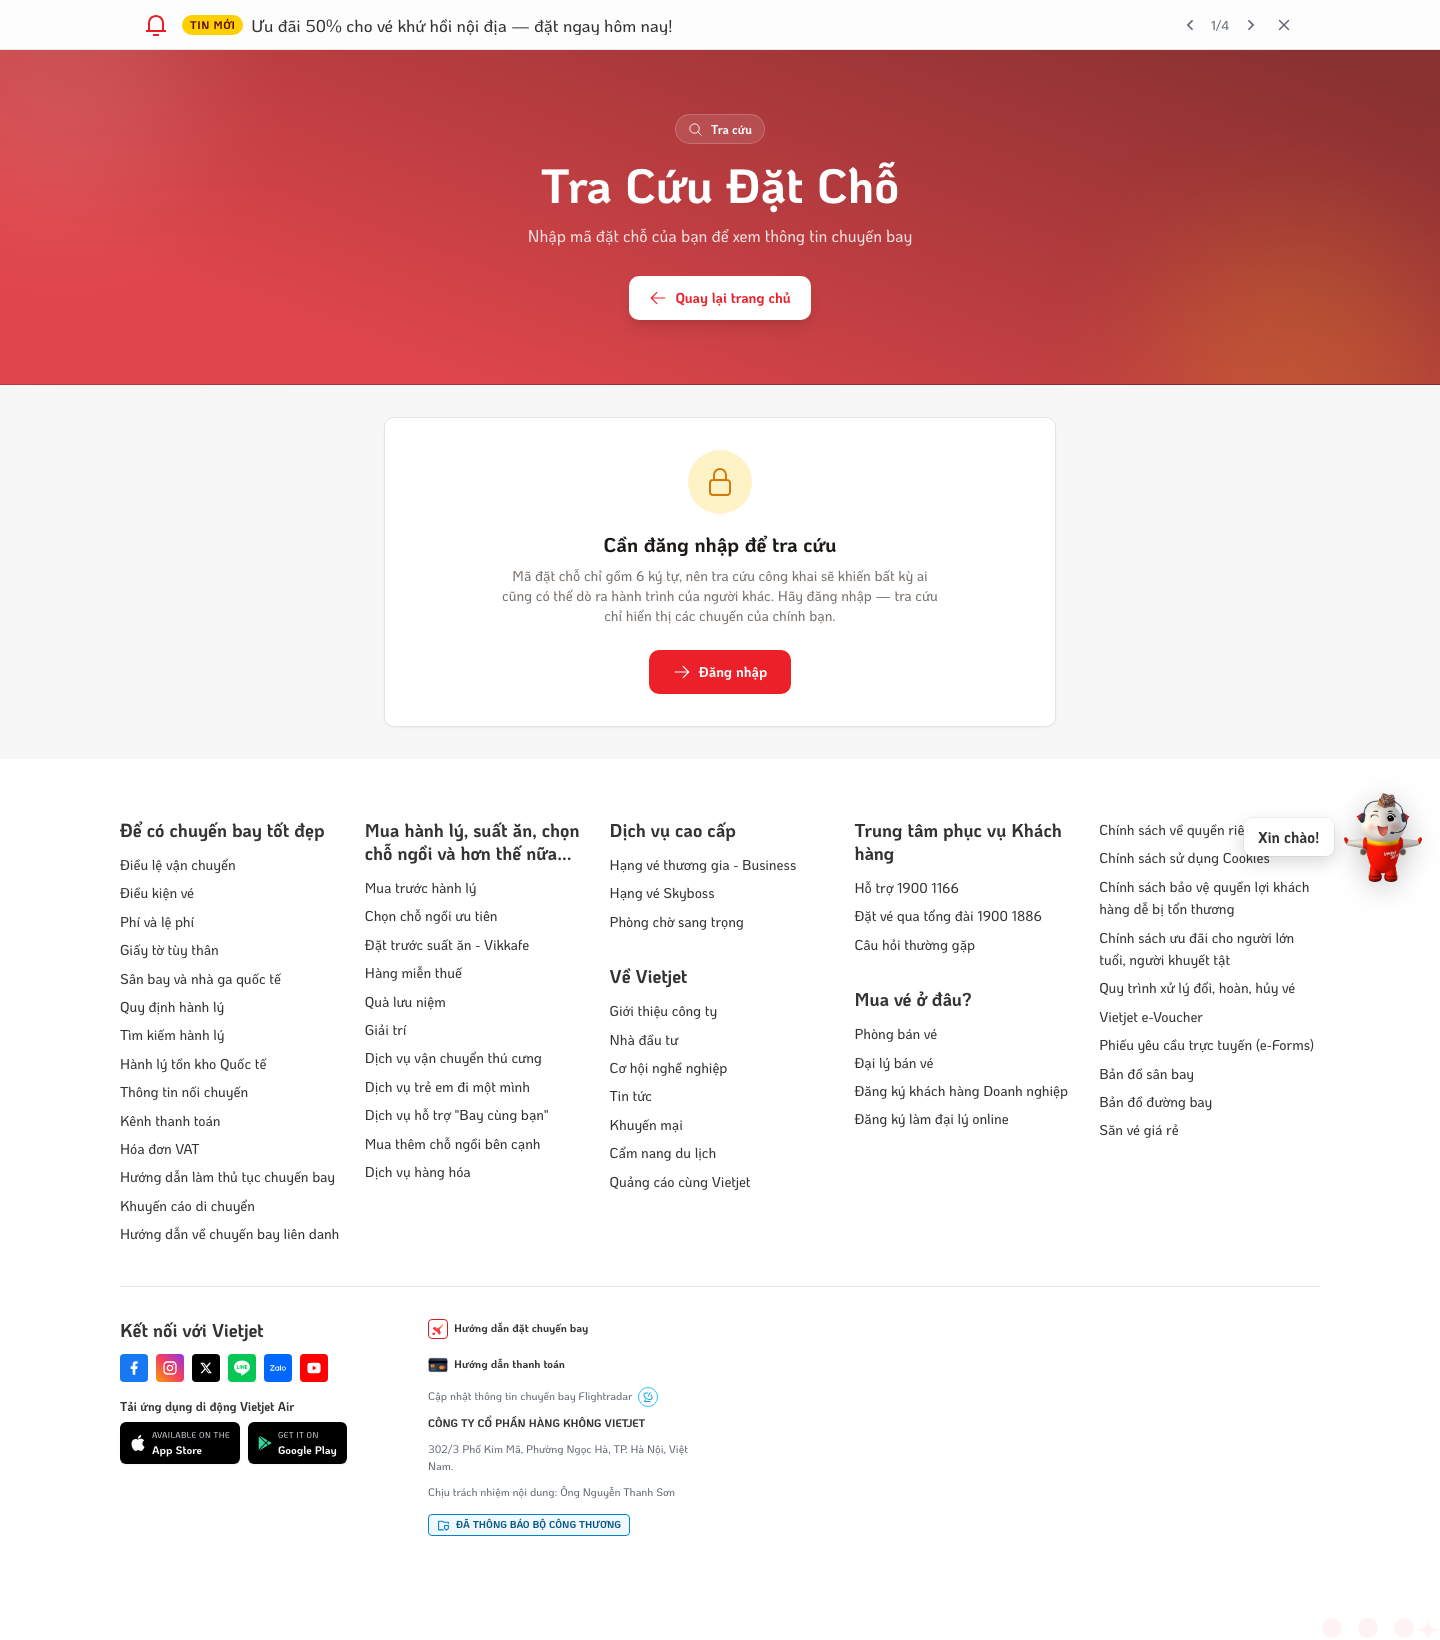 TIN MỚI Ưu đãi 50% cho vé khứ hồi nội địa — đặt ngay hôm nay! 1/4
Tra cứu
Tra Cứu Đặt Chỗ
Nhập mã đặt chỗ của bạn để xem thông tin chuyến bay
Quay lại trang chủ
Cần đăng nhập để tra cứu
Mã đặt chỗ chỉ gồm 6 ký tự, nên tra cứu công khai sẽ khiến bất kỳ ai
cũng có thể dò ra hành trình của người khác. Hãy đăng nhập — tra cứu
chỉ hiển thị các chuyến của chính bạn.
Đăng nhập
Để có chuyến bay tốt đẹp
Điều lệ vận chuyển
Điều kiện vé
Phí và lệ phí
Giấy tờ tùy thân
Sân bay và nhà ga quốc tế
Quy định hành lý
Tìm kiếm hành lý
Hành lý tồn kho Quốc tế
Thông tin nối chuyến
Kênh thanh toán
Hóa đơn VAT
Hướng dẫn làm thủ tục chuyến bay
Khuyến cáo di chuyển
Hướng dẫn về chuyến bay liên danh
Mua hành lý, suất ăn, chọn
chỗ ngồi và hơn thế nữa...
Mua trước hành lý
Chọn chỗ ngồi ưu tiên
Đặt trước suất ăn - Vikkafe
Hàng miễn thuế
Quà lưu niệm
Giải trí
Dịch vụ vận chuyển thú cưng
Dịch vụ trẻ em đi một mình
Dịch vụ hỗ trợ "Bay cùng bạn"
Mua thêm chỗ ngồi bên cạnh
Dịch vụ hàng hóa
Dịch vụ cao cấp
Hạng vé thương gia - Business
Hạng vé Skyboss
Phòng chờ sang trọng
Về Vietjet
Giới thiệu công ty
Nhà đầu tư
Cơ hội nghề nghiệp
Tin tức
Khuyến mại
Cẩm nang du lịch
Quảng cáo cùng Vietjet
Trung tâm phục vụ Khách
hàng
Hỗ trợ 1900 1166
Đặt vé qua tổng đài 1900 1886
Câu hỏi thường gặp
Mua vé ở đâu?
Phòng bán vé
Đại lý bán vé
Đăng ký khách hàng Doanh nghiệp
Đăng ký làm đại lý online
Chính sách về quyền
Xin chào!
Chính sách sử dụng Cookies
Chính sách bảo vệ quyền lợi khách
hàng dễ bị tổn thương
Chính sách ưu đãi cho người lớn
tuổi, người khuyết tật
Quy trình xử lý đổi, hoàn, hủy vé
Vietjet e-Voucher
Phiếu yêu cầu trực tuyến (e-Forms)
Bản đồ sân bay
Bản đồ đường bay
Săn vé giá rẻ
Kết nối với Vietjet
LINE Zalo
Tải ứng dụng di động Vietjet Air
AVAILABLE ON THE
App Store
GET IT ON
Google Play
Hướng dẫn đặt chuyến bay
Hướng dẫn thanh toán
Cập nhật thông tin chuyến bay Flightradar
CÔNG TY CỔ PHẦN HÀNG KHÔNG VIETJET
302/3 Phố Kim Mã, Phường Ngọc Hà, TP. Hà Nội, Việt
Nam.
Chịu trách nhiệm nội dung: Ông Nguyễn Thanh Sơn
ĐÃ THÔNG BÁO BỘ CÔNG THƯƠNG